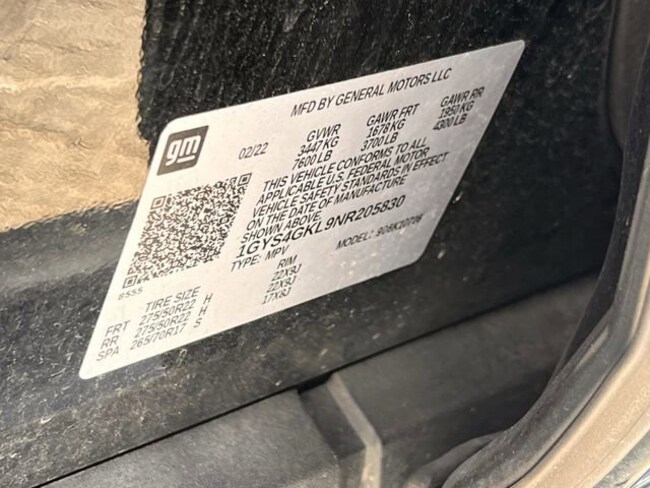 MFD BY GENERAL MOTORS LLC
gm
02/22
GVWR GAWR FRT GAWR RR
3447 KG 1678 KG 1950 KG
7600 LB 3700 LB 4300 LB
THIS VEHICLE CONFORMS TO ALL
APPLICABLE U.S. FEDERAL MOTOR
VEHICLE SAFETY STANDARDS IN EFFECT
ON THE DATE OF MANUFACTURE
SHOWN ABOVE.
1GYS4GKL9NR205830
TYPE: MPV MODEL:
8555
TIRE SIZE RIM
FRT 275/50R22 H 22X9J
RR 275/50R22 H 22X9J
SPA 265/70R17 S 17X8J